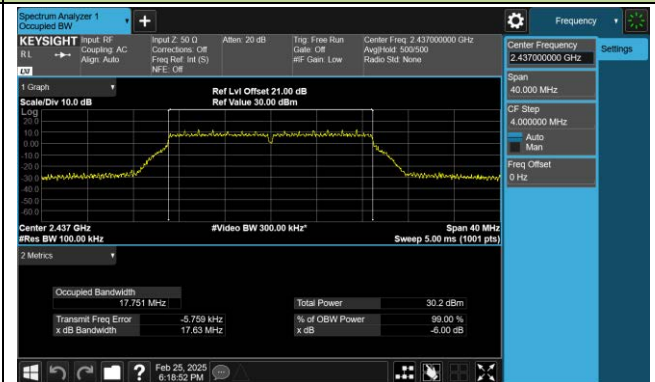 Spectrum Analyzer 1
Occupied BW
Frequency
KEYSIGHT
Input: RF
Coupling: AC
Align: Auto
Input Z: 50 Ω
Corrections: Off
Freq Ref: Int (S)
NFE: Off
Atten: 20 dB
Trig: Free Run
Gate: Off
#IF Gain: Low
Center Freq: 2.437000000 GHz
Avg|Hold: 500/500
Radio Std: None
RL
Center Frequency
2.437000000 GHz
Settings
Span
40.000 MHz
CF Step
4.000000 MHz
Auto
Man
Freq Offset
0 Hz
1 Graph
Scale/Div 10.0 dB
Ref Lvl Offset 21.00 dB
Ref Value 30.00 dBm
Log
20.0
10.0
0.00
-10.0
-20.0
-30.0
-40.0
-50.0
-60.0
Center 2.437 GHz
#Res BW 100.00 kHz
#Video BW 300.00 kHz*
Span 40 MHz
Sweep 5.00 ms (1001 pts)
2 Metrics
Occupied Bandwidth
17.751 MHz
Total Power 30.2 dBm
Transmit Freq Error -5.759 kHz
% of OBW Power 99.00 %
x dB Bandwidth 17.63 MHz
x dB -6.00 dB
?
Feb 25, 2025
6:18:52 PM